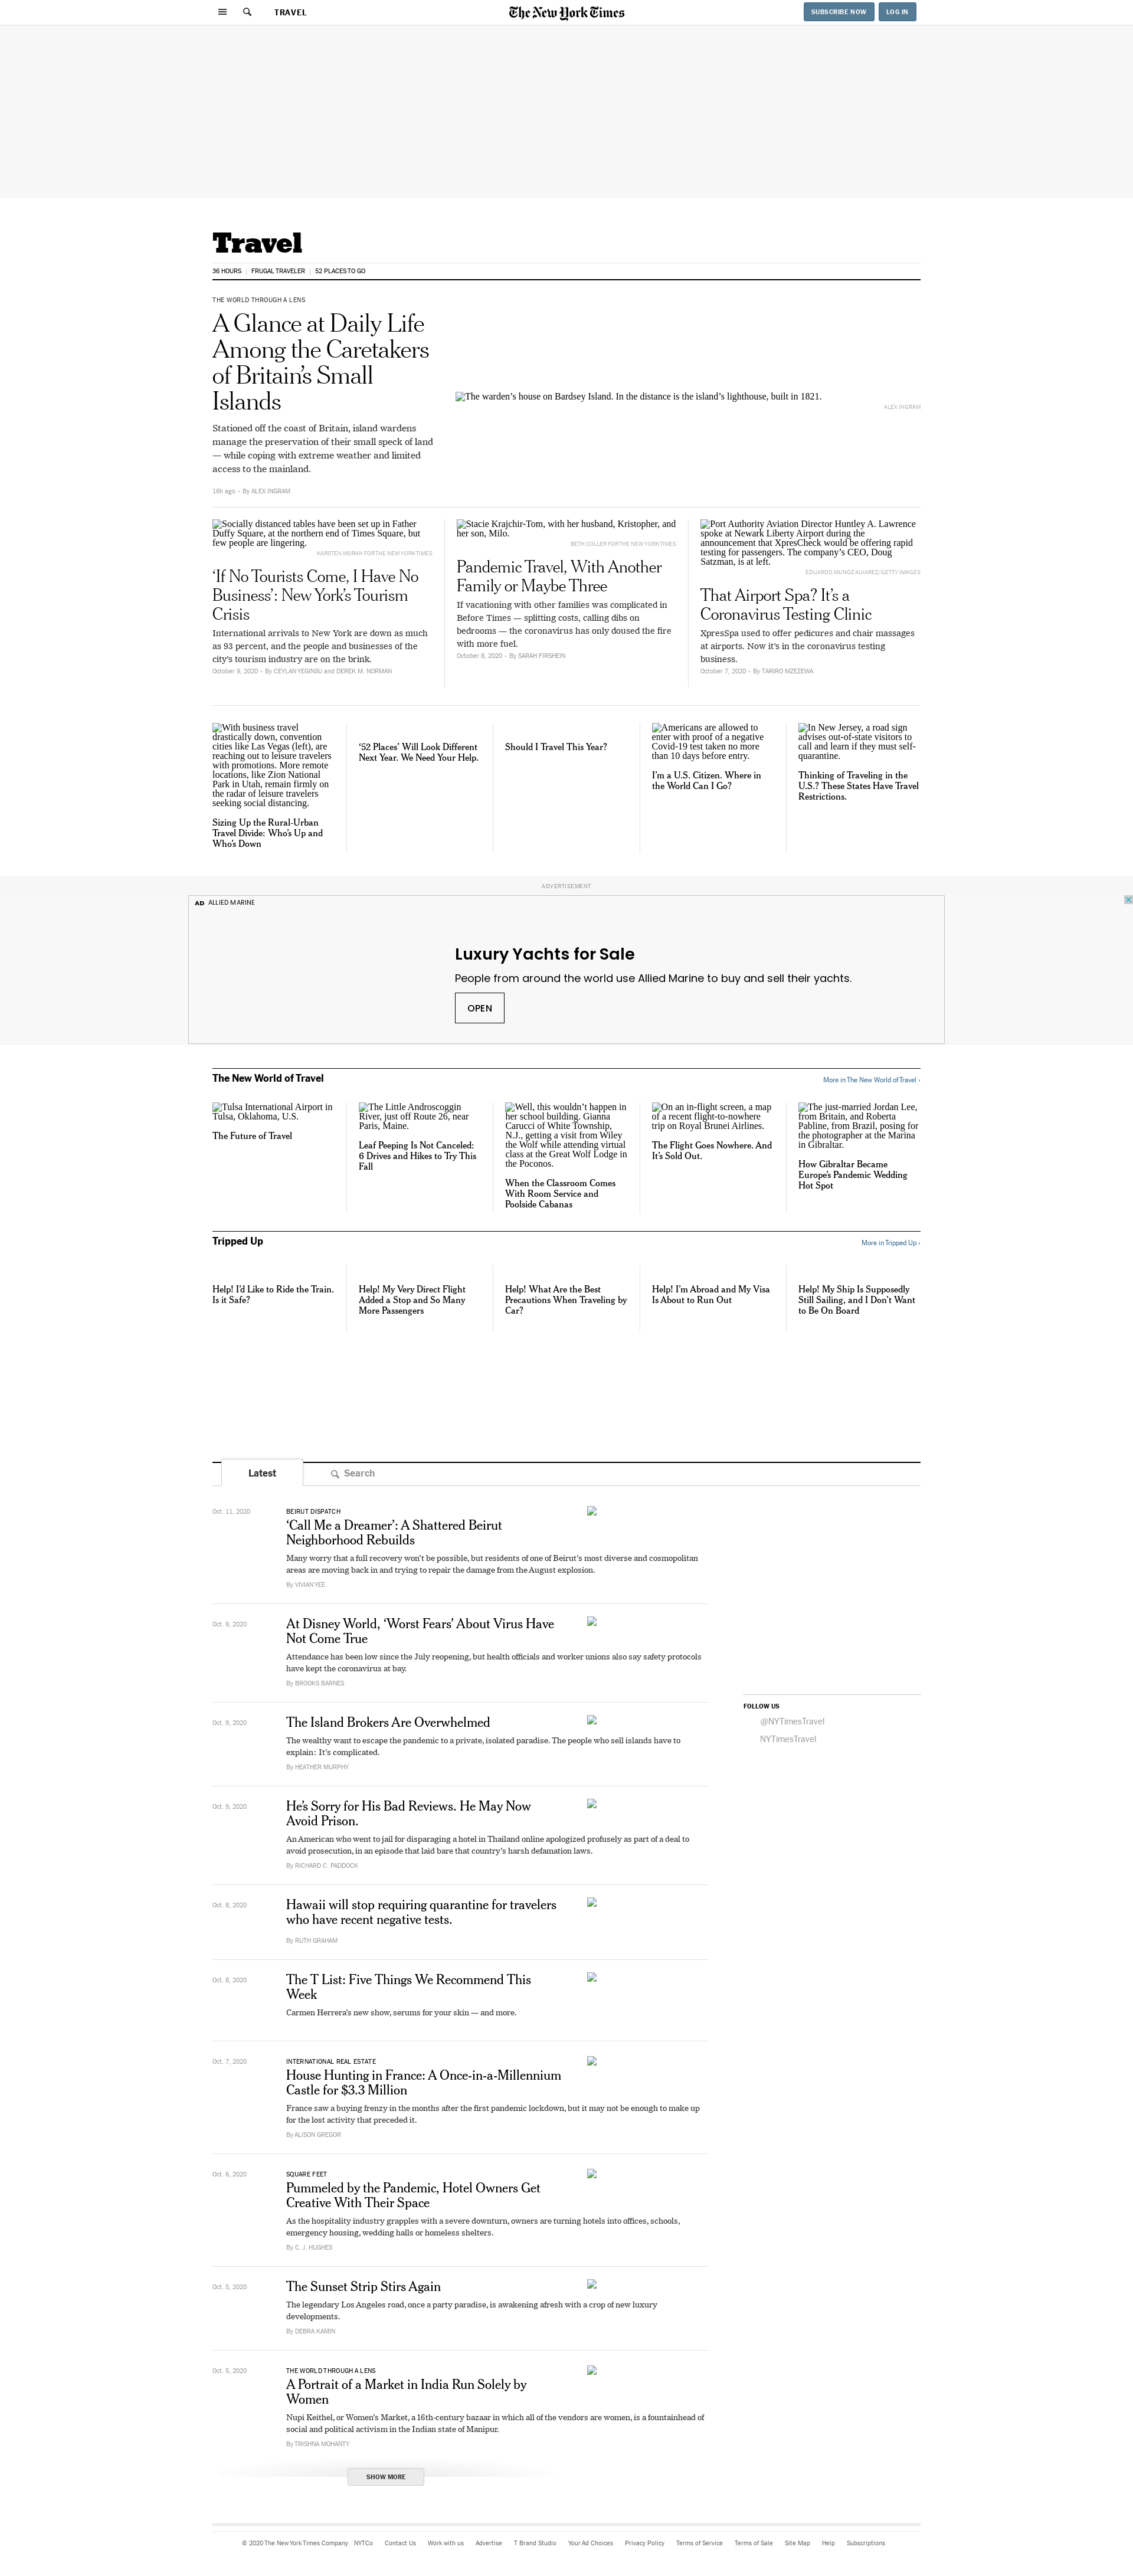 TRAVEL
The New York Times
SUBSCRIBE NOW
LOG IN
Travel
36 HOURS
FRUGAL TRAVELER
52 PLACES TO GO
THE WORLD THROUGH A LENS
A Glance at Daily Life
Among the Caretakers
of Britain’s Small
Islands
Stationed off the coast of Britain, island wardens
manage the preservation of their small speck of land
— while coping with extreme weather and limited
access to the mainland.
16h ago • By ALEX INGRAM
The warden’s house on Bardsey Island. In the distance is the island’s lighthouse, built in 1821.
ALEX INGRAM
Socially distanced tables have been set up in Father
Duffy Square, at the northern end of Times Square, but
few people are lingering.
KARSTEN MORAN FOR THE NEW YORK TIMES
‘If No Tourists Come, I Have No
Business’: New York’s Tourism
Crisis
International arrivals to New York are down as much
as 93 percent, and the people and businesses of the
city’s tourism industry are on the brink.
October 9, 2020 • By CEYLAN YEGINSU and DEREK M. NORMAN
Stacie Krajchir-Tom, with her husband, Kristopher, and
her son, Milo.
BETH COLLER FOR THE NEW YORK TIMES
Pandemic Travel, With Another
Family or Maybe Three
If vacationing with other families was complicated in
Before Times — splitting costs, calling dibs on
bedrooms — the coronavirus has only doused the fire
with more fuel.
October 8, 2020 • By SARAH FIRSHEIN
Port Authority Aviation Director Huntley A. Lawrence
spoke at Newark Liberty Airport during the
announcement that XpresCheck would be offering rapid
testing for passengers. The company’s CEO, Doug
Satzman, is at left.
EDUARDO MUNOZ ALVAREZ/GETTY IMAGES
That Airport Spa? It’s a
Coronavirus Testing Clinic
XpresSpa used to offer pedicures and chair massages
at airports. Now it’s in the coronavirus testing
business.
October 7, 2020 • By TARIRO MZEZEWA
With business travel
drastically down, convention
cities like Las Vegas (left), are
reaching out to leisure travelers
with promotions. More remote
locations, like Zion National
Park in Utah, remain firmly on
the radar of leisure travelers
seeking social distancing.
Sizing Up the Rural-Urban
Travel Divide: Who’s Up and
Who’s Down
‘52 Places’ Will Look Different
Next Year. We Need Your Help.
Should I Travel This Year?
Americans are allowed to
enter with proof of a negative
Covid-19 test taken no more
than 10 days before entry.
I’m a U.S. Citizen. Where in
the World Can I Go?
In New Jersey, a road sign
advises out-of-state visitors to
call and learn if they must self-
quarantine.
Thinking of Traveling in the
U.S.? These States Have Travel
Restrictions.
ADVERTISEMENT
AD ALLIED MARINE
Luxury Yachts for Sale
People from around the world use Allied Marine to buy and sell their yachts.
OPEN
The New World of Travel
More in The New World of Travel ›
Tulsa International Airport in
Tulsa, Oklahoma, U.S.
The Future of Travel
The Little Androscoggin
River, just off Route 26, near
Paris, Maine.
Leaf Peeping Is Not Canceled:
6 Drives and Hikes to Try This
Fall
Well, this wouldn’t happen in
her school building. Gianna
Carucci of White Township,
N.J., getting a visit from Wiley
the Wolf while attending virtual
class at the Great Wolf Lodge in
the Poconos.
When the Classroom Comes
With Room Service and
Poolside Cabanas
On an in-flight screen, a map
of a recent flight-to-nowhere
trip on Royal Brunei Airlines.
The Flight Goes Nowhere. And
It’s Sold Out.
The just-married Jordan Lee,
from Britain, and Roberta
Pabline, from Brazil, posing for
the photographer at the Marina
in Gibraltar.
How Gibraltar Became
Europe’s Pandemic Wedding
Hot Spot
Tripped Up
More in Tripped Up ›
Help! I’d Like to Ride the Train.
Is it Safe?
Help! My Very Direct Flight
Added a Stop and So Many
More Passengers
Help! What Are the Best
Precautions When Traveling by
Car?
Help! I’m Abroad and My Visa
Is About to Run Out
Help! My Ship Is Supposedly
Still Sailing, and I Don’t Want
to Be On Board
Latest
Search
Oct. 11, 2020
BEIRUT DISPATCH
‘Call Me a Dreamer’: A Shattered Beirut
Neighborhood Rebuilds
Many worry that a full recovery won’t be possible, but residents of one of Beirut’s most diverse and cosmopolitan
areas are moving back in and trying to repair the damage from the August explosion.
By VIVIAN YEE
Oct. 9, 2020
At Disney World, ‘Worst Fears’ About Virus Have
Not Come True
Attendance has been low since the July reopening, but health officials and worker unions also say safety protocols
have kept the coronavirus at bay.
By BROOKS BARNES
FOLLOW US
@NYTimesTravel
NYTimesTravel
Oct. 9, 2020
The Island Brokers Are Overwhelmed
The wealthy want to escape the pandemic to a private, isolated paradise. The people who sell islands have to
explain: It’s complicated.
By HEATHER MURPHY
Oct. 9, 2020
He’s Sorry for His Bad Reviews. He May Now
Avoid Prison.
An American who went to jail for disparaging a hotel in Thailand online apologized profusely as part of a deal to
avoid prosecution, in an episode that laid bare that country’s harsh defamation laws.
By RICHARD C. PADDOCK
Oct. 8, 2020
Hawaii will stop requiring quarantine for travelers
who have recent negative tests.
By RUTH GRAHAM
Oct. 8, 2020
The T List: Five Things We Recommend This
Week
Carmen Herrera’s new show, serums for your skin — and more.
Oct. 7, 2020
INTERNATIONAL REAL ESTATE
House Hunting in France: A Once-in-a-Millennium
Castle for $3.3 Million
France saw a buying frenzy in the months after the first pandemic lockdown, but it may not be enough to make up
for the lost activity that preceded it.
By ALISON GREGOR
Oct. 6, 2020
SQUARE FEET
Pummeled by the Pandemic, Hotel Owners Get
Creative With Their Space
As the hospitality industry grapples with a severe downturn, owners are turning hotels into offices, schools,
emergency housing, wedding halls or homeless shelters.
By C. J. HUGHES
Oct. 5, 2020
The Sunset Strip Stirs Again
The legendary Los Angeles road, once a party paradise, is awakening afresh with a crop of new luxury
developments.
By DEBRA KAMIN
Oct. 5, 2020
THE WORLD THROUGH A LENS
A Portrait of a Market in India Run Solely by
Women
Nupi Keithel, or Women’s Market, a 16th-century bazaar in which all of the vendors are women, is a fountainhead of
social and political activism in the Indian state of Manipur.
By TRISHNA MOHANTY
SHOW MORE
© 2020 The New York Times Company NYTCo Contact Us Work with us Advertise T Brand Studio Your Ad Choices Privacy Policy Terms of Service Terms of Sale Site Map Help Subscriptions